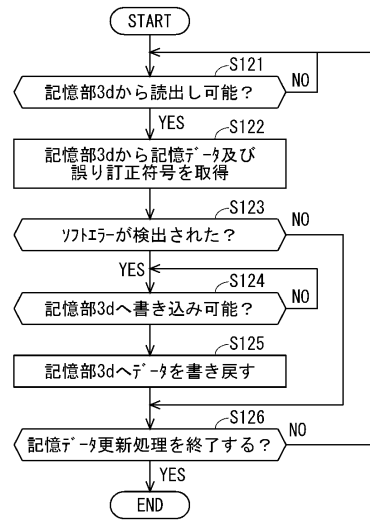 START
S121
記憶部3dから読出し可能？
NO
YES
S122
記憶部3dから記憶ﾃﾞｰﾀ及び
誤り訂正符号を取得
S123
ｿﾌﾄｴﾗｰが検出された？
NO
YES
S124
記憶部3dへ書き込み可能？
NO
S125
記憶部3dへﾃﾞｰﾀを書き戻す
S126
記憶ﾃﾞｰﾀ更新処理を終了する？
NO
YES
END